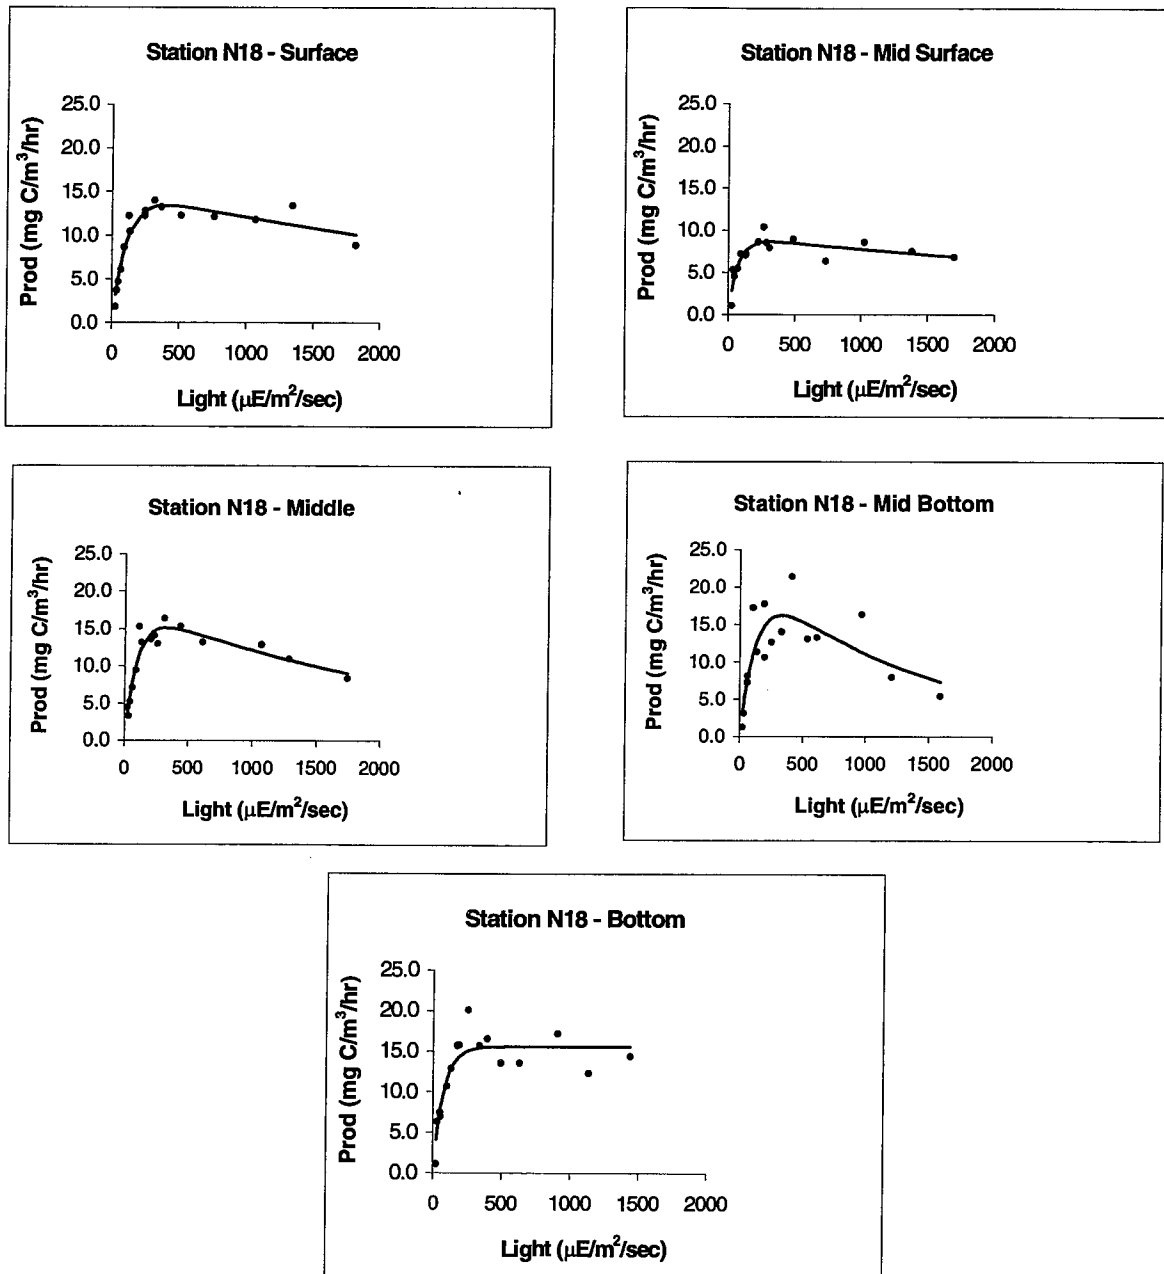 Station N18 - Surface
Prod (mg C/m³/hr)
25.0
20.0
15.0
10.0
5.0
0.0
0 500 1000 1500 2000
Light (µE/m²/sec)
Station N18 - Mid Surface
Prod (mg C/m³/hr)
25.0
20.0
15.0
10.0
5.0
0.0
0 500 1000 1500 2000
Light (µE/m²/sec)
Station N18 - Middle
Prod (mg C/m³/hr)
25.0
20.0
15.0
10.0
5.0
0.0
0 500 1000 1500 2000
Light (µE/m²/sec)
Station N18 - Mid Bottom
Prod (mg C/m³/hr)
25.0
20.0
15.0
10.0
5.0
0.0
0 500 1000 1500 2000
Light (µE/m²/sec)
Station N18 - Bottom
Prod (mg C/m³/hr)
25.0
20.0
15.0
10.0
5.0
0.0
0 500 1000 1500 2000
Light (µE/m²/sec)